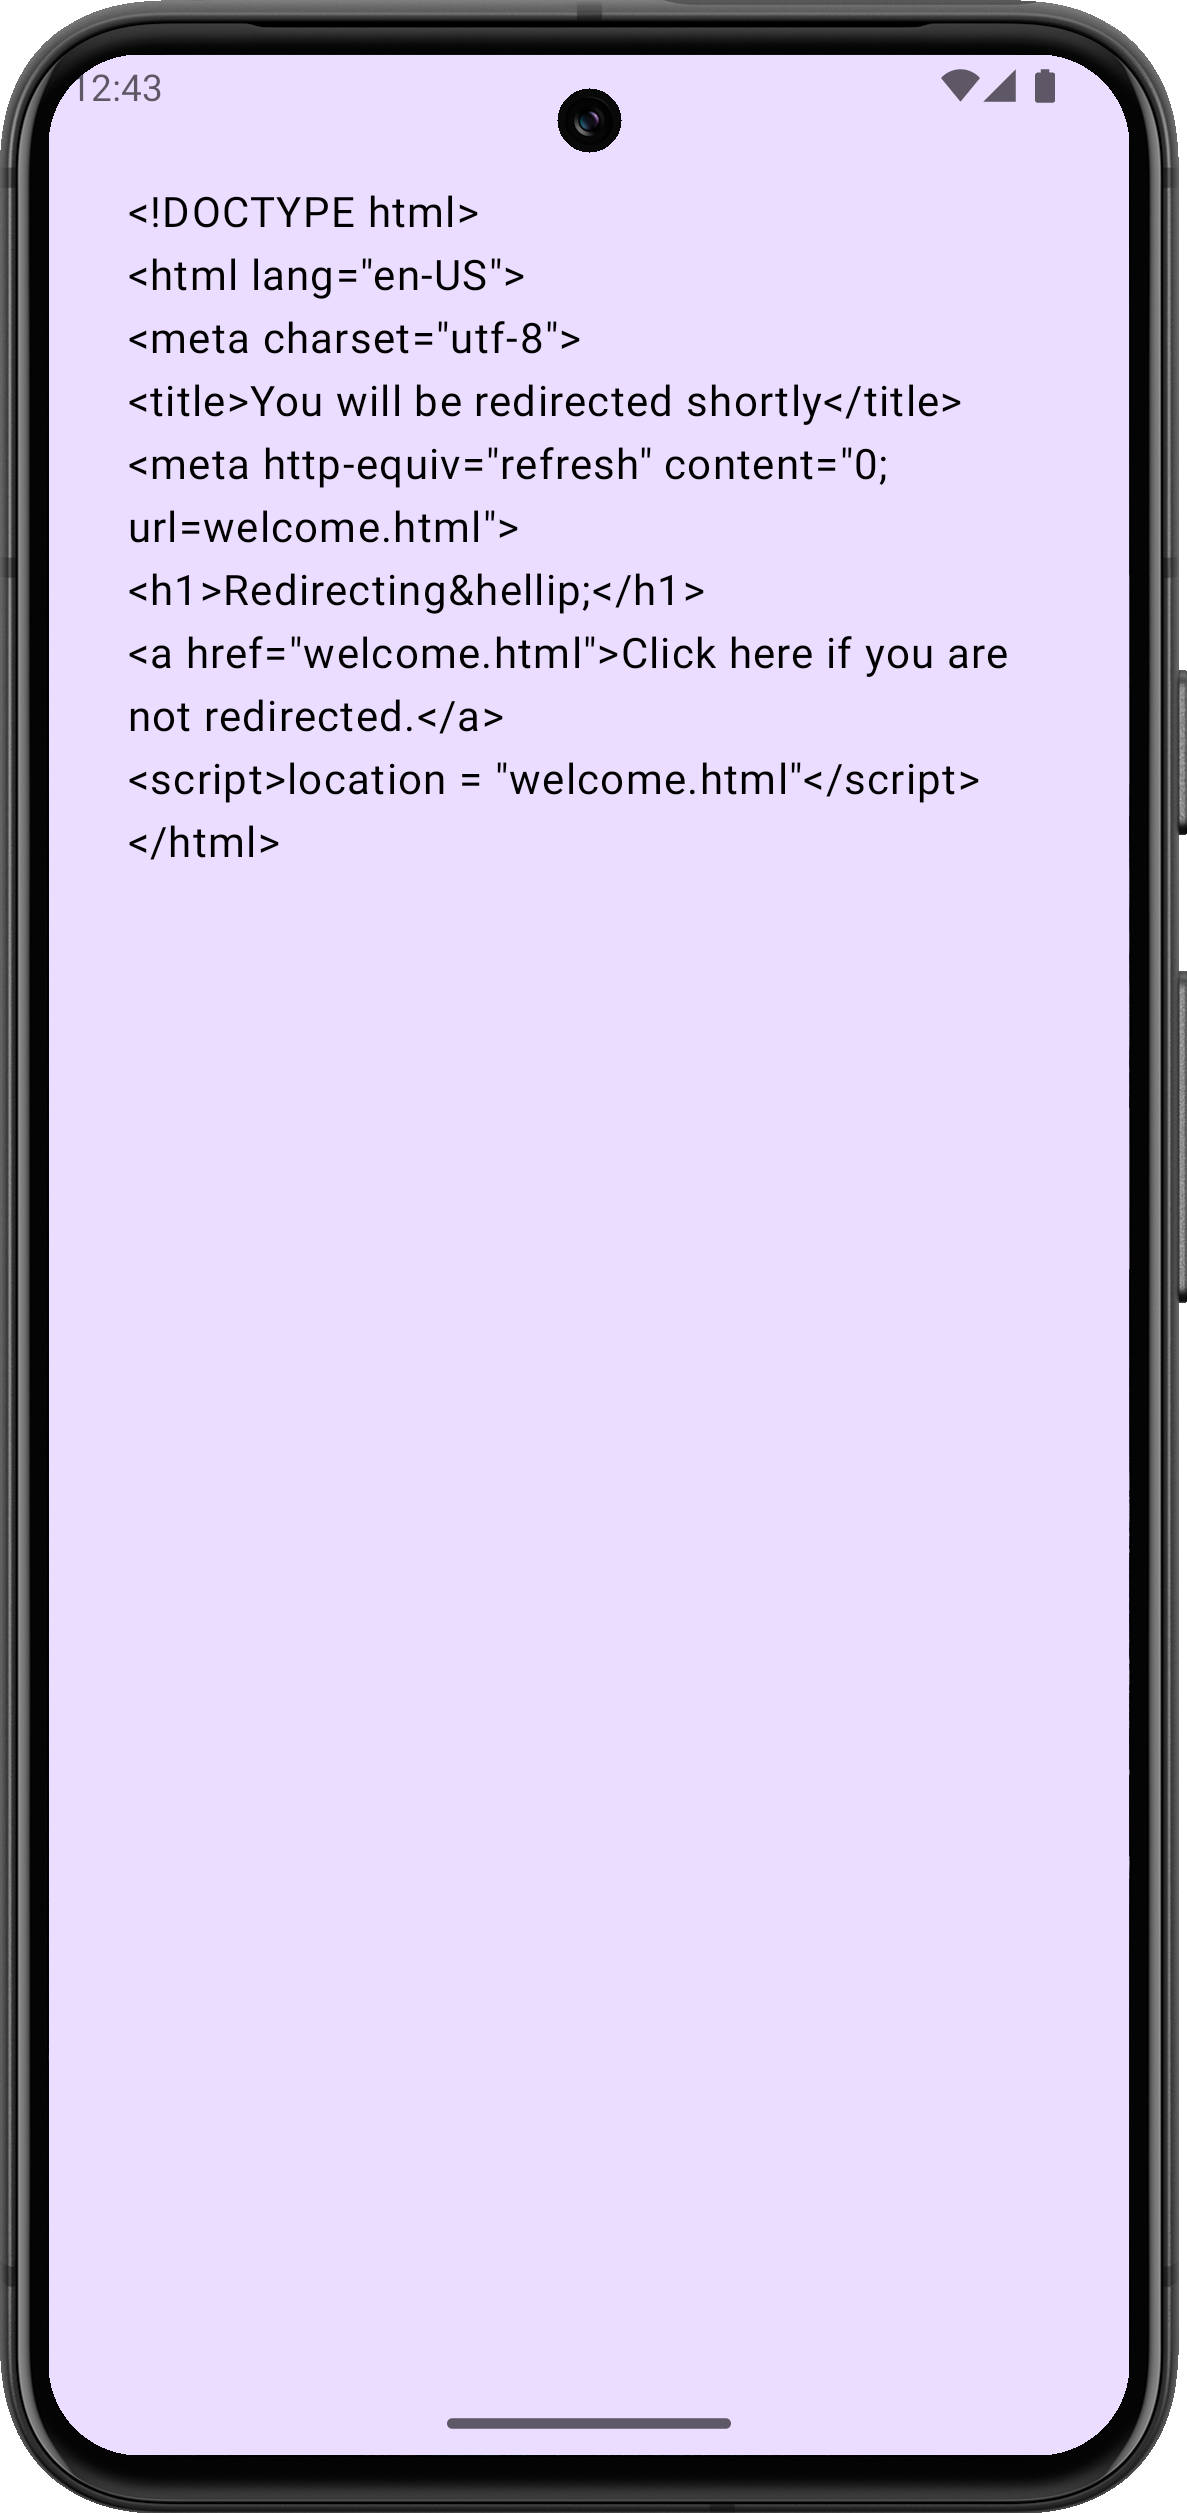 12:43
<!DOCTYPE html>
<html lang="en-US">
<meta charset="utf-8">
<title>You will be redirected shortly</title>
<meta http-equiv="refresh" content="0;
url=welcome.html">
<h1>Redirecting&hellip;</h1>
<a href="welcome.html">Click here if you are
not redirected.</a>
<script>location = "welcome.html"</script>
</html>